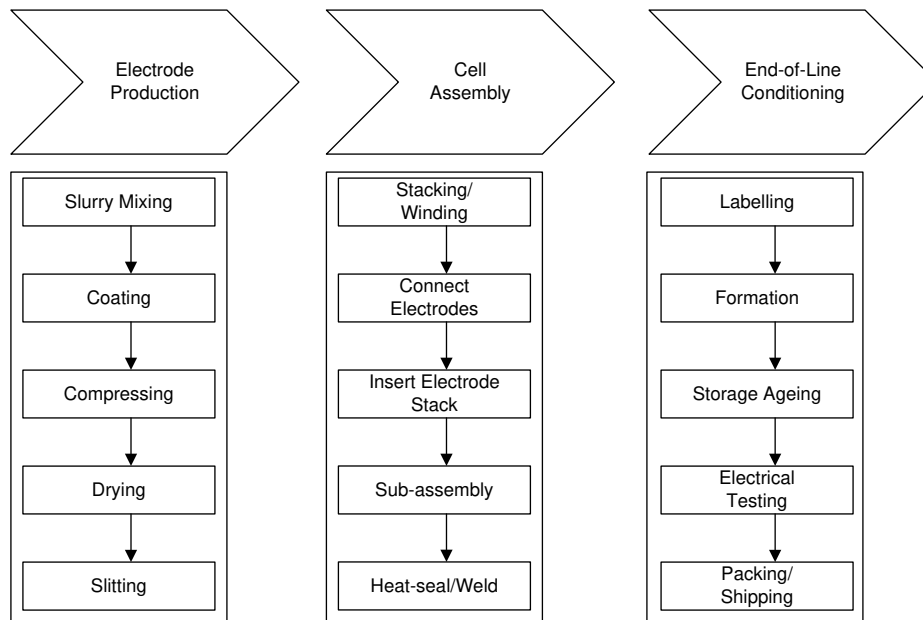 Electrode
Production
Cell
Assembly
End-of-Line
Conditioning
Slurry Mixing
Coating
Compressing
Drying
Slitting
Stacking/
Winding
Connect
Electrodes
Insert Electrode
Stack
Sub-assembly
Heat-seal/Weld
Labelling
Formation
Storage Ageing
Electrical
Testing
Packing/
Shipping